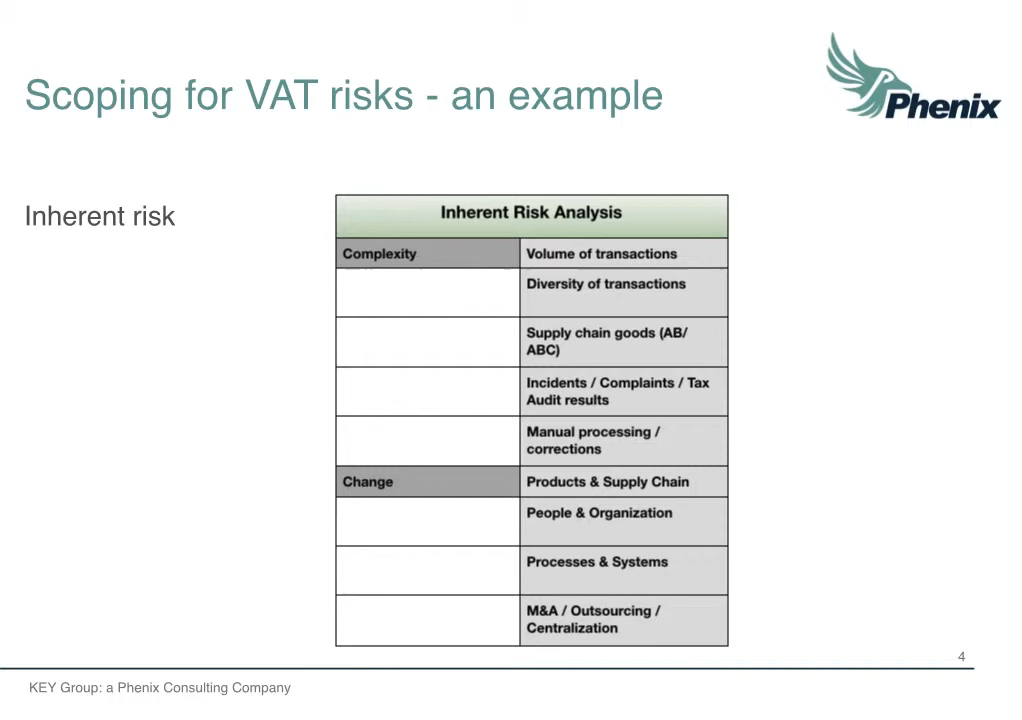 Scoping for VAT risks - an example
Phenix
Inherent risk
Inherent Risk Analysis
Complexity
Volume of transactions
Diversity of transactions
Supply chain goods (AB/
ABC)
Incidents / Complaints / Tax
Audit results
Manual processing /
corrections
Change
Products & Supply Chain
People & Organization
Processes & Systems
M&A / Outsourcing /
Centralization
4
KEY Group: a Phenix Consulting Company